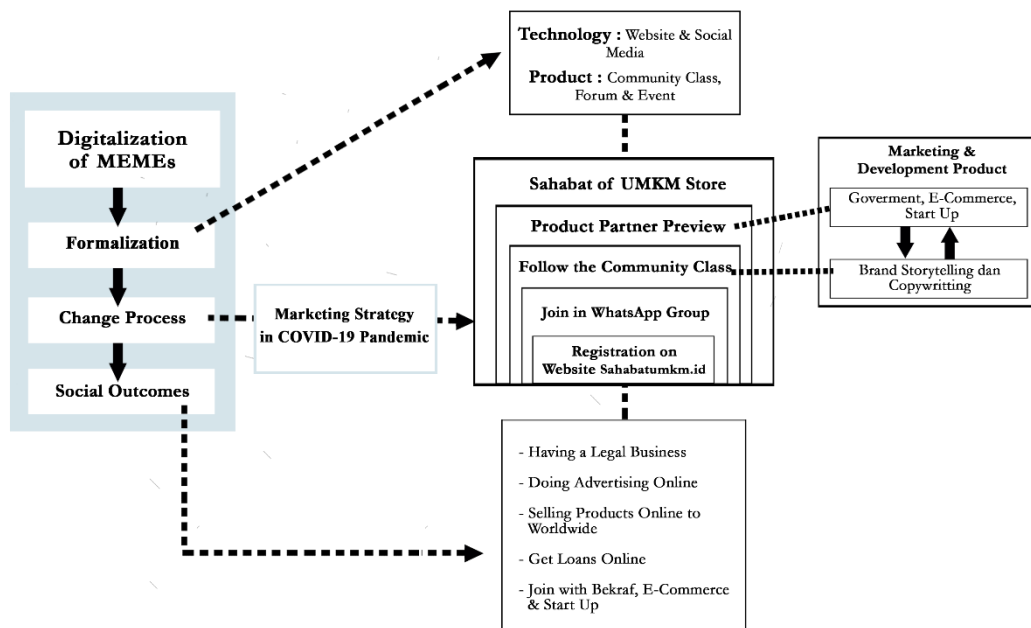 Digitalization
of MEMEs
Formalization
Change Process
Social Outcomes
Marketing Strategy
in COVID-19 Pandemic
Technology : Website & Social
Media
Product : Community Class,
Forum & Event
Sahabat of UMKM Store
Product Partner Preview
Follow the Community Class
Join in WhatsApp Group
Registration on
Website Sahabatumkm.id
Marketing &
Development Product
Goverment, E-Commerce,
Start Up
Brand Storytelling dan
Copywritting
- Having a Legal Business
- Doing Advertising Online
- Selling Products Online to
Worldwide
- Get Loans Online
- Join with Bekraf, E-Commerce
& Start Up